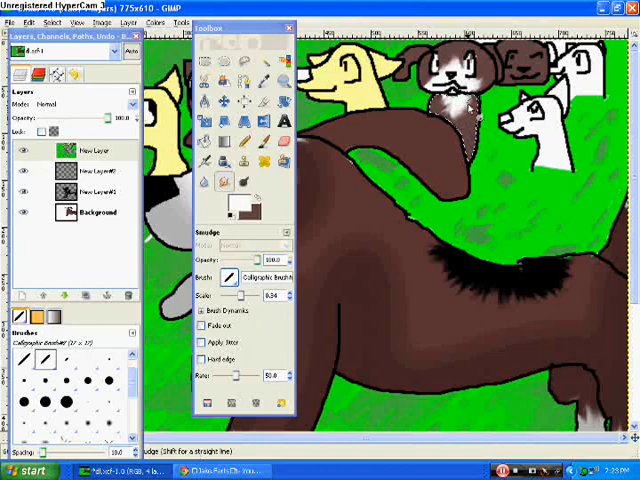 Unregistered HyperCam 3
775x610 – GIMP
File Edit View Image Layer Colors Tools
Layers, Channels, Paths, Undo - B
Toolbox
Auto
Layers
Mode: Normal
Opacity: 100.0
Lock:
New Layer
New Layer#2
New Layer#1
Background
Smudge
Mode: Normal
Opacity: 100.0
Brush: Calligraphic Brush#
Scale: 0.34
Brush Dynamics
Fade out
Apply Jitter
Hard edge
Rate: 50.0
Brushes
Calligraphic Brush#2 (17 x 17)
Spacing: 10.0
udge (Shift for a straight line)
start
7:23 PM